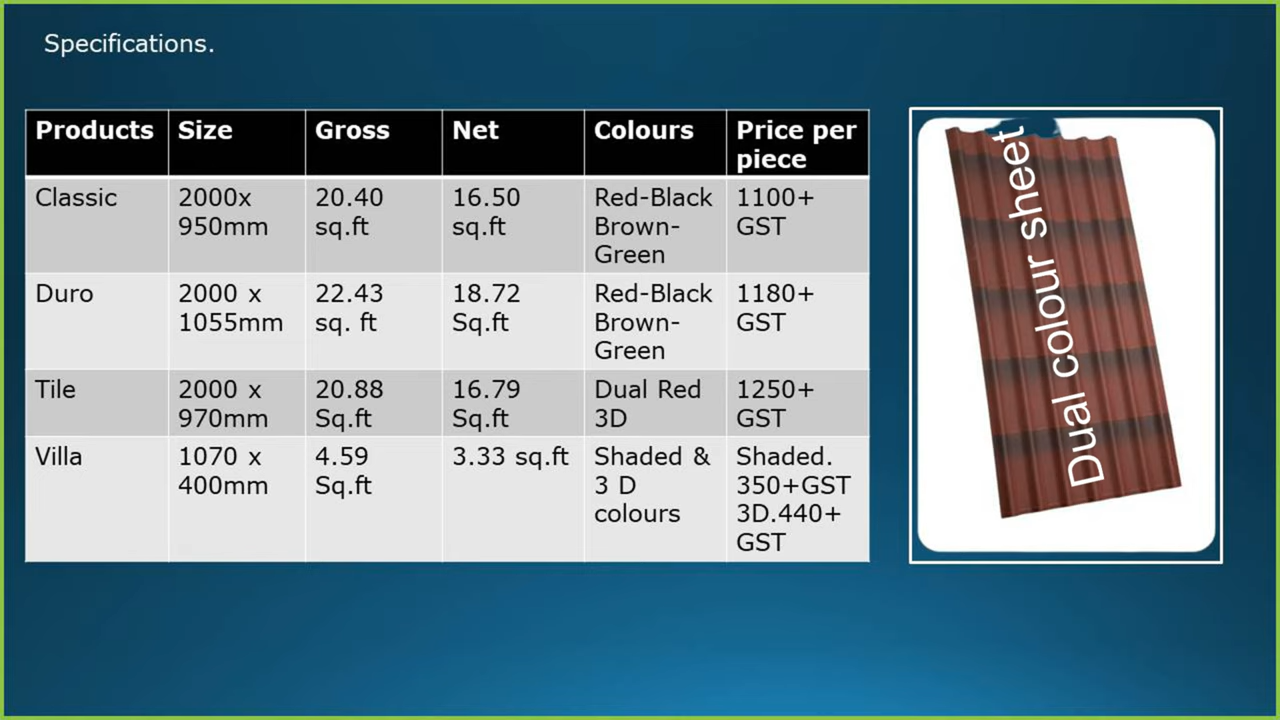 Specifications.
Products Size Gross Net Colours Price per
piece
Classic 2000x 20.40 16.50 Red-Black 1100+
950mm sq.ft sq.ft Brown- GST
Green
Duro 2000 x 22.43 18.72 Red-Black 1180+
1055mm sq. ft Sq.ft Brown- GST
Green
Tile 2000 x 20.88 16.79 Dual Red 1250+
970mm Sq.ft Sq.ft 3D GST
Villa 1070 x 4.59 3.33 sq.ft Shaded & Shaded.
400mm Sq.ft 3 D 350+GST
colours 3D.440+
GST
Dual colour sheet